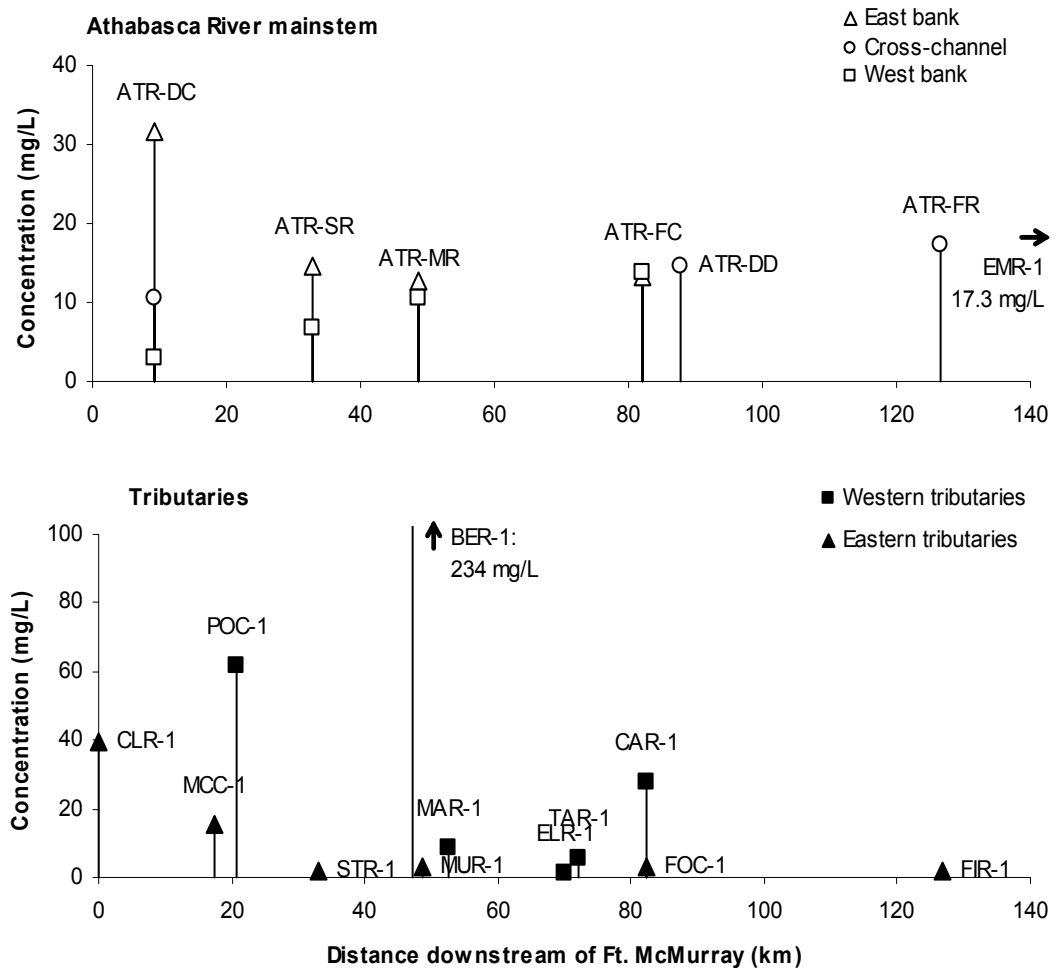 Athabasca River mainstem
East bank
Cross-channel
West bank
Concentration (mg/L)
40
30
20
10
0
ATR-DC
ATR-SR
ATR-MR
ATR-FC
ATR-DD
ATR-FR
EMR-1
17.3 mg/L
0 20 40 60 80 100 120 140
Tributaries
Western tributaries
Eastern tributaries
Concentration (mg/L)
100
80
60
40
20
0
BER-1:
234 mg/L
POC-1
CLR-1
MCC-1
CAR-1
MAR-1
TAR-1
ELR-1
STR-1
MUR-1
FOC-1
FIR-1
0 20 40 60 80 100 120 140
Distance downstream of Ft. McMurray (km)